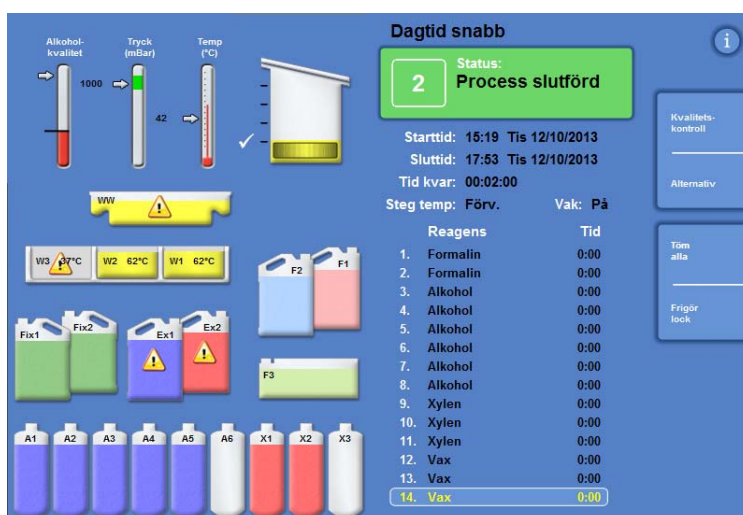 Alkohol-
kvalitet
Tryck
(mBar)
Temp
(°C)
1000
42
WW
W3 37°C
W2 62°C
W1 62°C
F2
F1
Fix1
Fix2
Ex1
Ex2
F3
A1 A2 A3 A4 A5 A6 X1 X2 X3
Dagtid snabb
2
Status:
Process slutförd
Starttid: 15:19 Tis 12/10/2013
Sluttid: 17:53 Tis 12/10/2013
Tid kvar: 00:02:00
Steg temp: Förv. Vak: På
Reagens Tid
1. Formalin 0:00
2. Formalin 0:00
3. Alkohol 0:00
4. Alkohol 0:00
5. Alkohol 0:00
6. Alkohol 0:00
7. Alkohol 0:00
8. Alkohol 0:00
9. Xylen 0:00
10. Xylen 0:00
11. Xylen 0:00
12. Vax 0:00
13. Vax 0:00
14. Vax 0:00
i
Kvalitets-
kontroll
Alternativ
Töm
alla
Frigör
lock